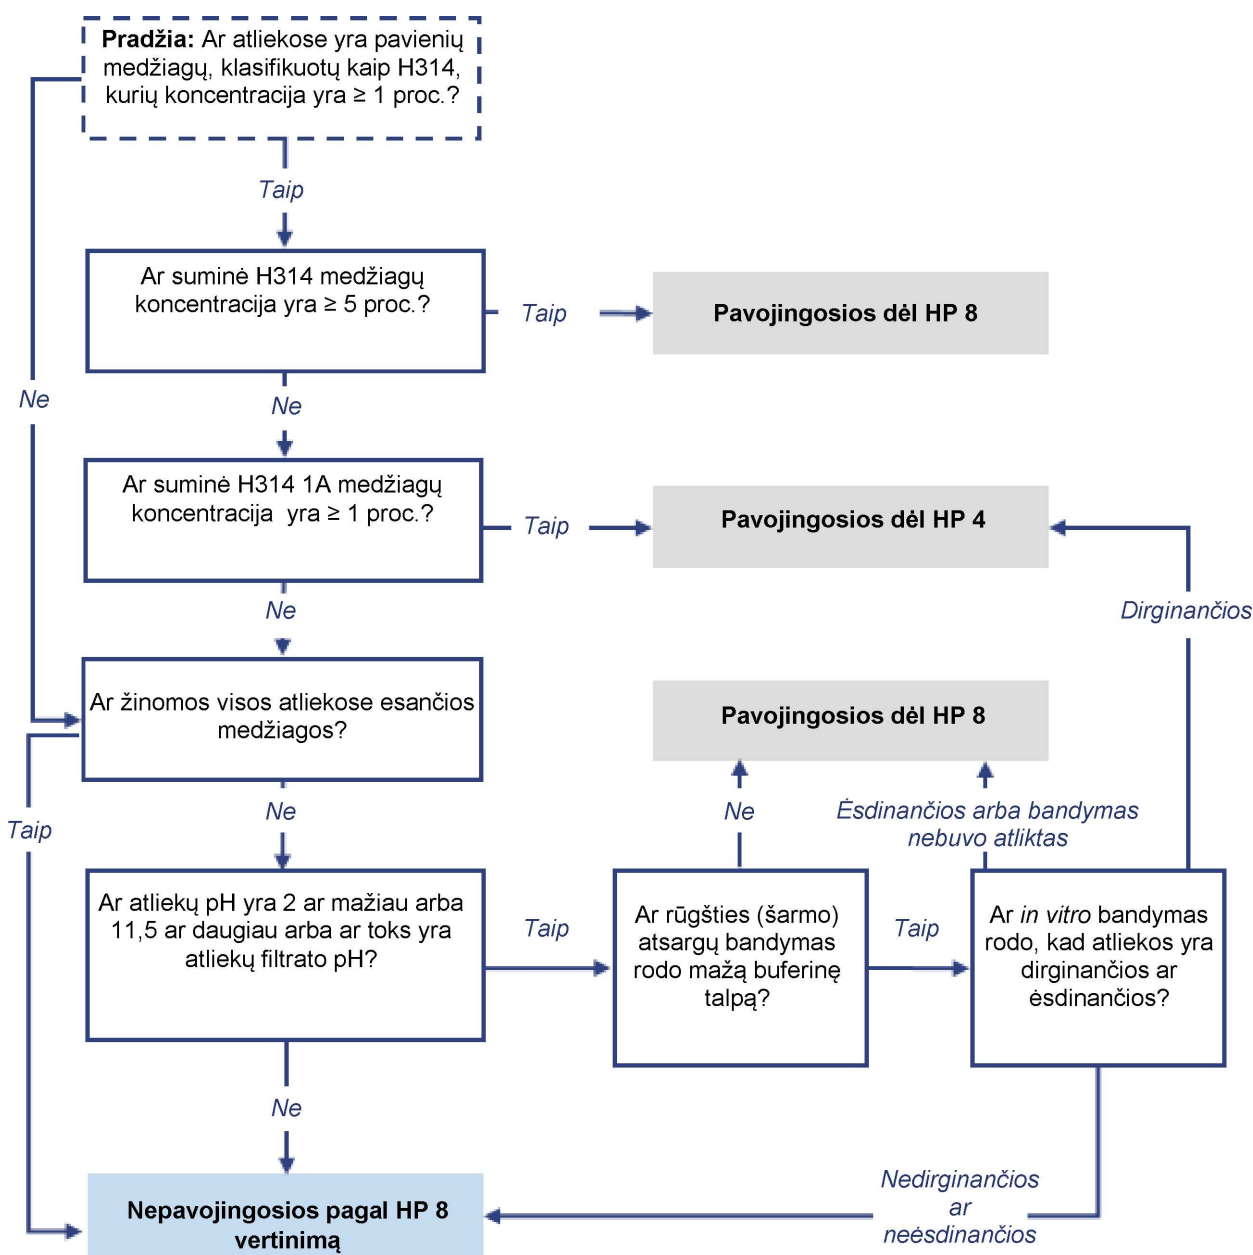 Pradžia: Ar atliekose yra pavienių
medžiagų, klasifikuotų kaip H314,
kurių koncentracija yra ≥ 1 proc.?
Taip
Ar suminė H314 medžiagų
koncentracija yra ≥ 5 proc.?
Taip
Pavojingosios dėl HP 8
Ne
Ne
Ar suminė H314 1A medžiagų
koncentracija yra ≥ 1 proc.?
Taip
Pavojingosios dėl HP 4
Ne
Dirginančios
Ar žinomos visos atliekose esančios
medžiagos?
Pavojingosios dėl HP 8
Taip
Ne
Ne
Ėsdinančios arba bandymas
nebuvo atliktas
Ar atliekų pH yra 2 ar mažiau arba
11,5 ar daugiau arba ar toks yra
atliekų filtrato pH?
Taip
Ar rūgšties (šarmo)
atsargų bandymas
rodo mažą buferinę
talpą?
Taip
Ar in vitro bandymas
rodo, kad atliekos yra
dirginančios ar
ėsdinančios?
Ne
Nedirginančios
ar
neėsdinančios
Nepavojingosios pagal HP 8
vertinimą